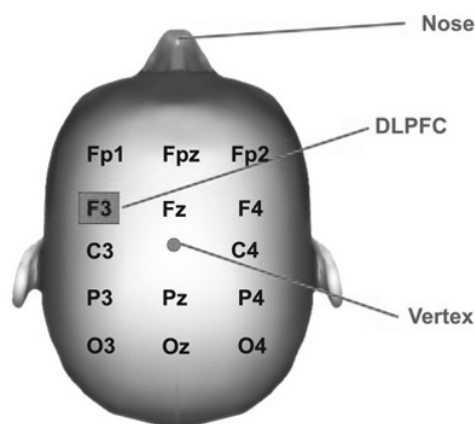 Nose
DLPFC
Fp1 Fpz Fp2
F3 Fz F4
C3 C4
P3 Pz P4
Vertex
O3 Oz O4